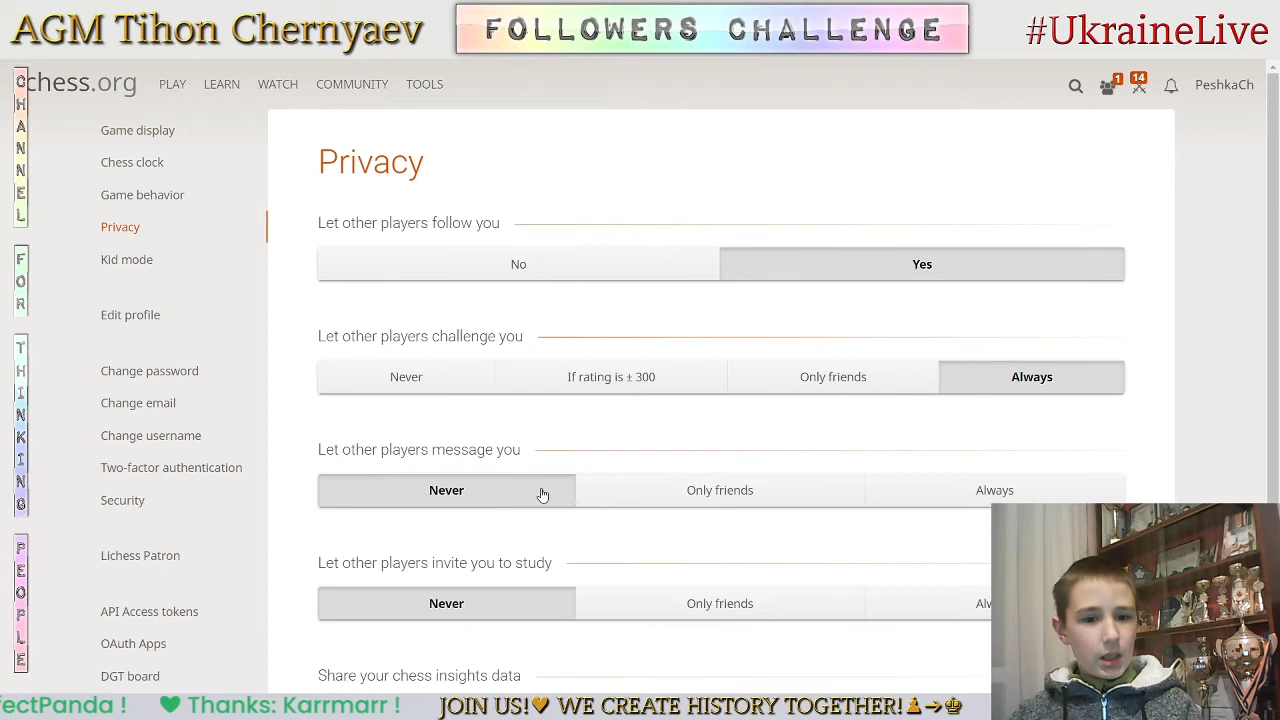 AGM Tihon Chernyaev
FOLLOWERS CHALLENGE
#UkraineLive
chess.org
PLAY
LEARN
WATCH
COMMUNITY
TOOLS
1
14
PeshkaCh
CHANNEL
FOR
THINKING
PEOPLE
Game display
Chess clock
Game behavior
Privacy
Kid mode
Edit profile
Change password
Change email
Change username
Two-factor authentication
Security
Lichess Patron
API Access tokens
OAuth Apps
DGT board
Privacy
Let other players follow you
No
Yes
Let other players challenge you
Never
If rating is ± 300
Only friends
Always
Let other players message you
Never
Only friends
Always
Let other players invite you to study
Never
Only friends
Share your chess insights data
fectPanda !
Thanks: Karrmarr !
JOIN US! WE CREATE HISTORY TOGETHER!